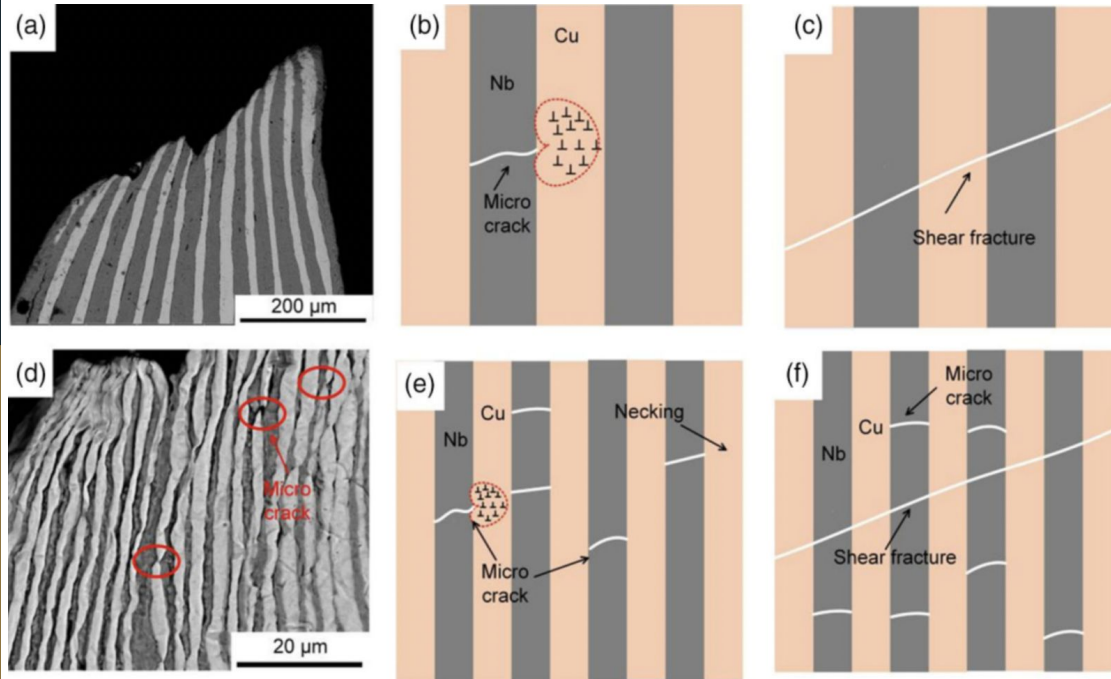 (a)
200 µm
(b)
Cu
Nb
Micro
crack
(c)
Shear fracture
(d)
Micro
crack
20 µm
(e)
Nb
Cu
Necking
Micro
crack
(f)
Micro
crack
Cu
Nb
Shear fracture